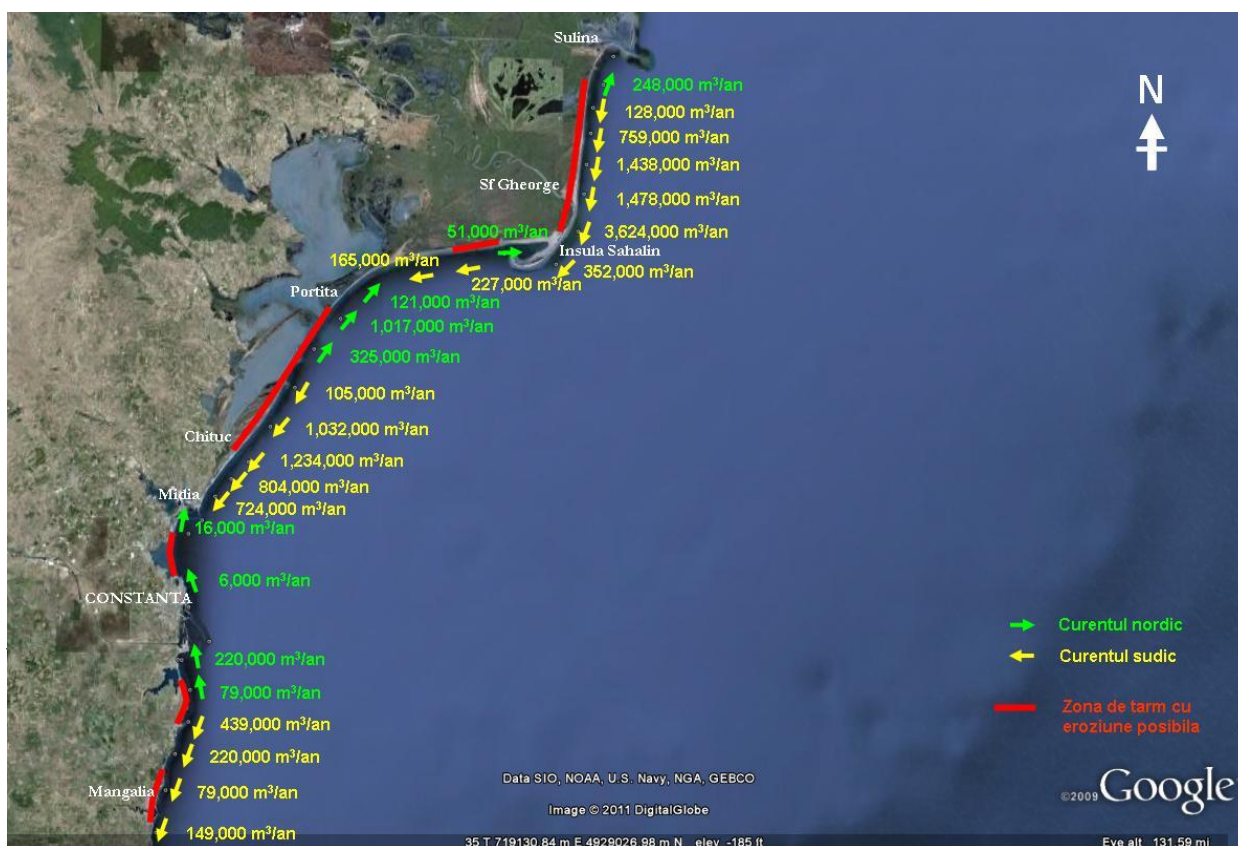 Sulina
248,000 m³/an
N
128,000 m³/an
759,000 m³/an
1,438,000 m³/an
Sf Gheorge
1,478,000 m³/an
51,000 m³/an
3,624,000 m³/an
Insula Sahalin
165,000 m³/an
352,000 m³/an
227,000 m³/an
Portita
121,000 m³/an
1,017,000 m³/an
325,000 m³/an
105,000 m³/an
1,032,000 m³/an
Chituc
1,234,000 m³/an
804,000 m³/an
Midia
724,000 m³/an
16,000 m³/an
6,000 m³/an
CONSTANTA
220,000 m³/an
79,000 m³/an
439,000 m³/an
220,000 m³/an
Mangalia
79,000 m³/an
149,000 m³/an
Curentul nordic
Curentul sudic
Zona de tarm cu
eroziune posibila
Data SIO, NOAA, U.S. Navy, NGA, GEBCO
Image © 2011 DigitalGlobe
©2009 Google
35 T 719130.84 m E 4929026.98 m N elev -185 ft
Eye alt 131.59 mi